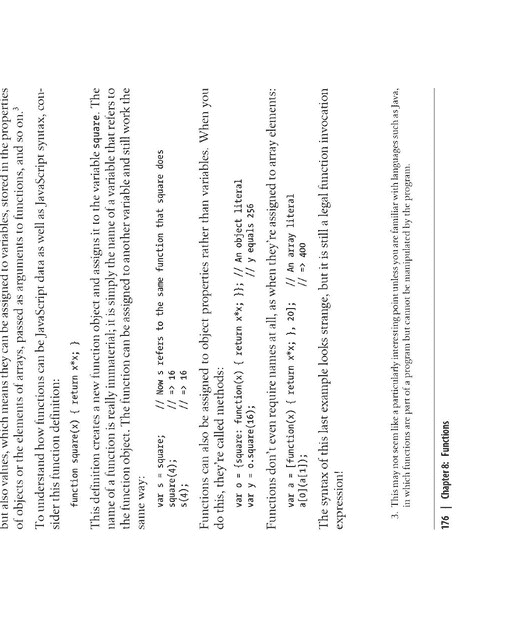 but also values, which means they can be assigned to variables, stored in the properties
of objects or the elements of arrays, passed as arguments to functions, and so on.3
To understand how functions can be JavaScript data as well as JavaScript syntax, con-
sider this function definition:
function square(x) { return x*x; }
This definition creates a new function object and assigns it to the variable square. The
name of a function is really immaterial; it is simply the name of a variable that refers to
the function object. The function can be assigned to another variable and still work the
same way:
var s = square; // Now s refers to the same function that square does
square(4); // => 16
s(4); // => 16
Functions can also be assigned to object properties rather than variables. When you
do this, they're called methods:
var o = {square: function(x) { return x*x; }}; // An object literal
var y = o.square(16); // y equals 256
Functions don't even require names at all, as when they're assigned to array elements:
var a = [function(x) { return x*x; }, 20]; // An array literal
a[0](a[1]); // => 400
The syntax of this last example looks strange, but it is still a legal function invocation
expression!
3. This may not seem like a particularly interesting point unless you are familiar with languages such as Java,
in which functions are part of a program but cannot be manipulated by the program.
176 | Chapter 8: Functions